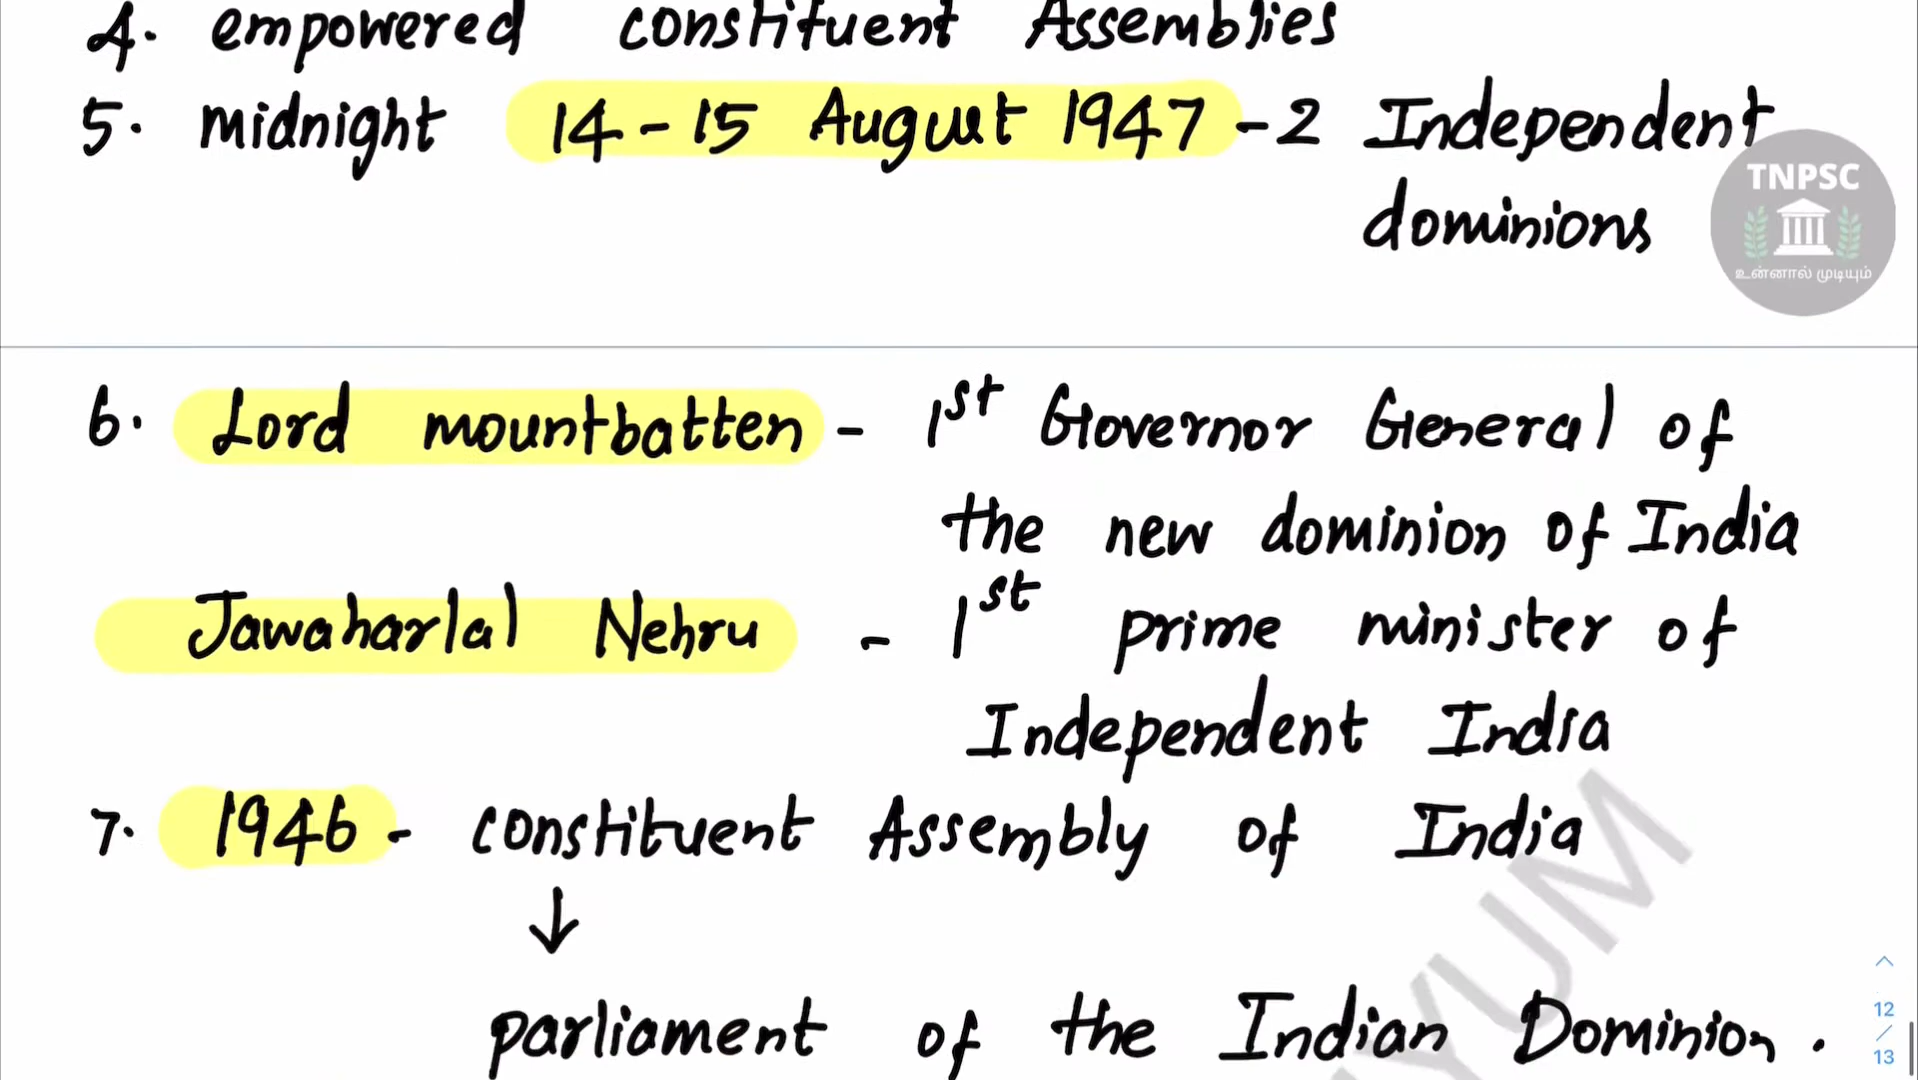 4. empowered constituent Assemblies
5. midnight 14-15 August 1947 - 2 Independent
dominions
TNPSC
உன்னால் முடியும்
6. Lord mountbatten - 1st Governor General of
the new dominion of India
Jawaharlal Nehru - 1st prime minister of
Independent India
7. 1946 - constituent Assembly of India
↓
parliament of the Indian Dominion.
YUM
12
/
13